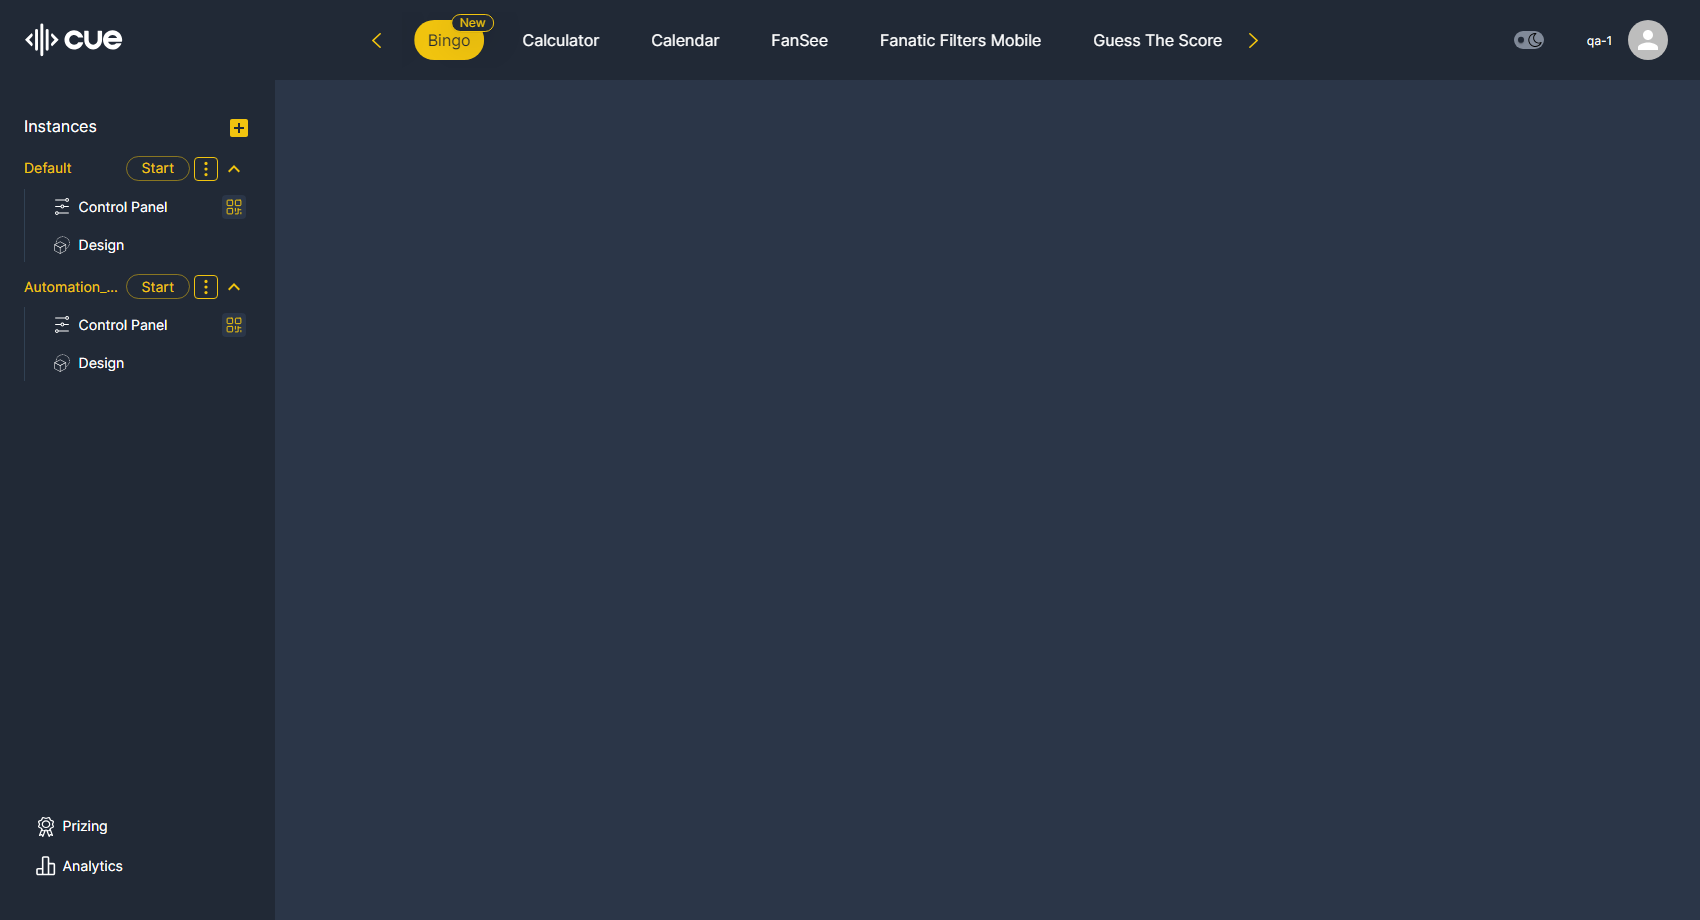 cue
New
Bingo
Calculator
Calendar
FanSee
Fanatic Filters Mobile
Guess The Score
qa-1
Instances
Default
Start
Control Panel
Design
Automation_...
Start
Control Panel
Design
Prizing
Analytics